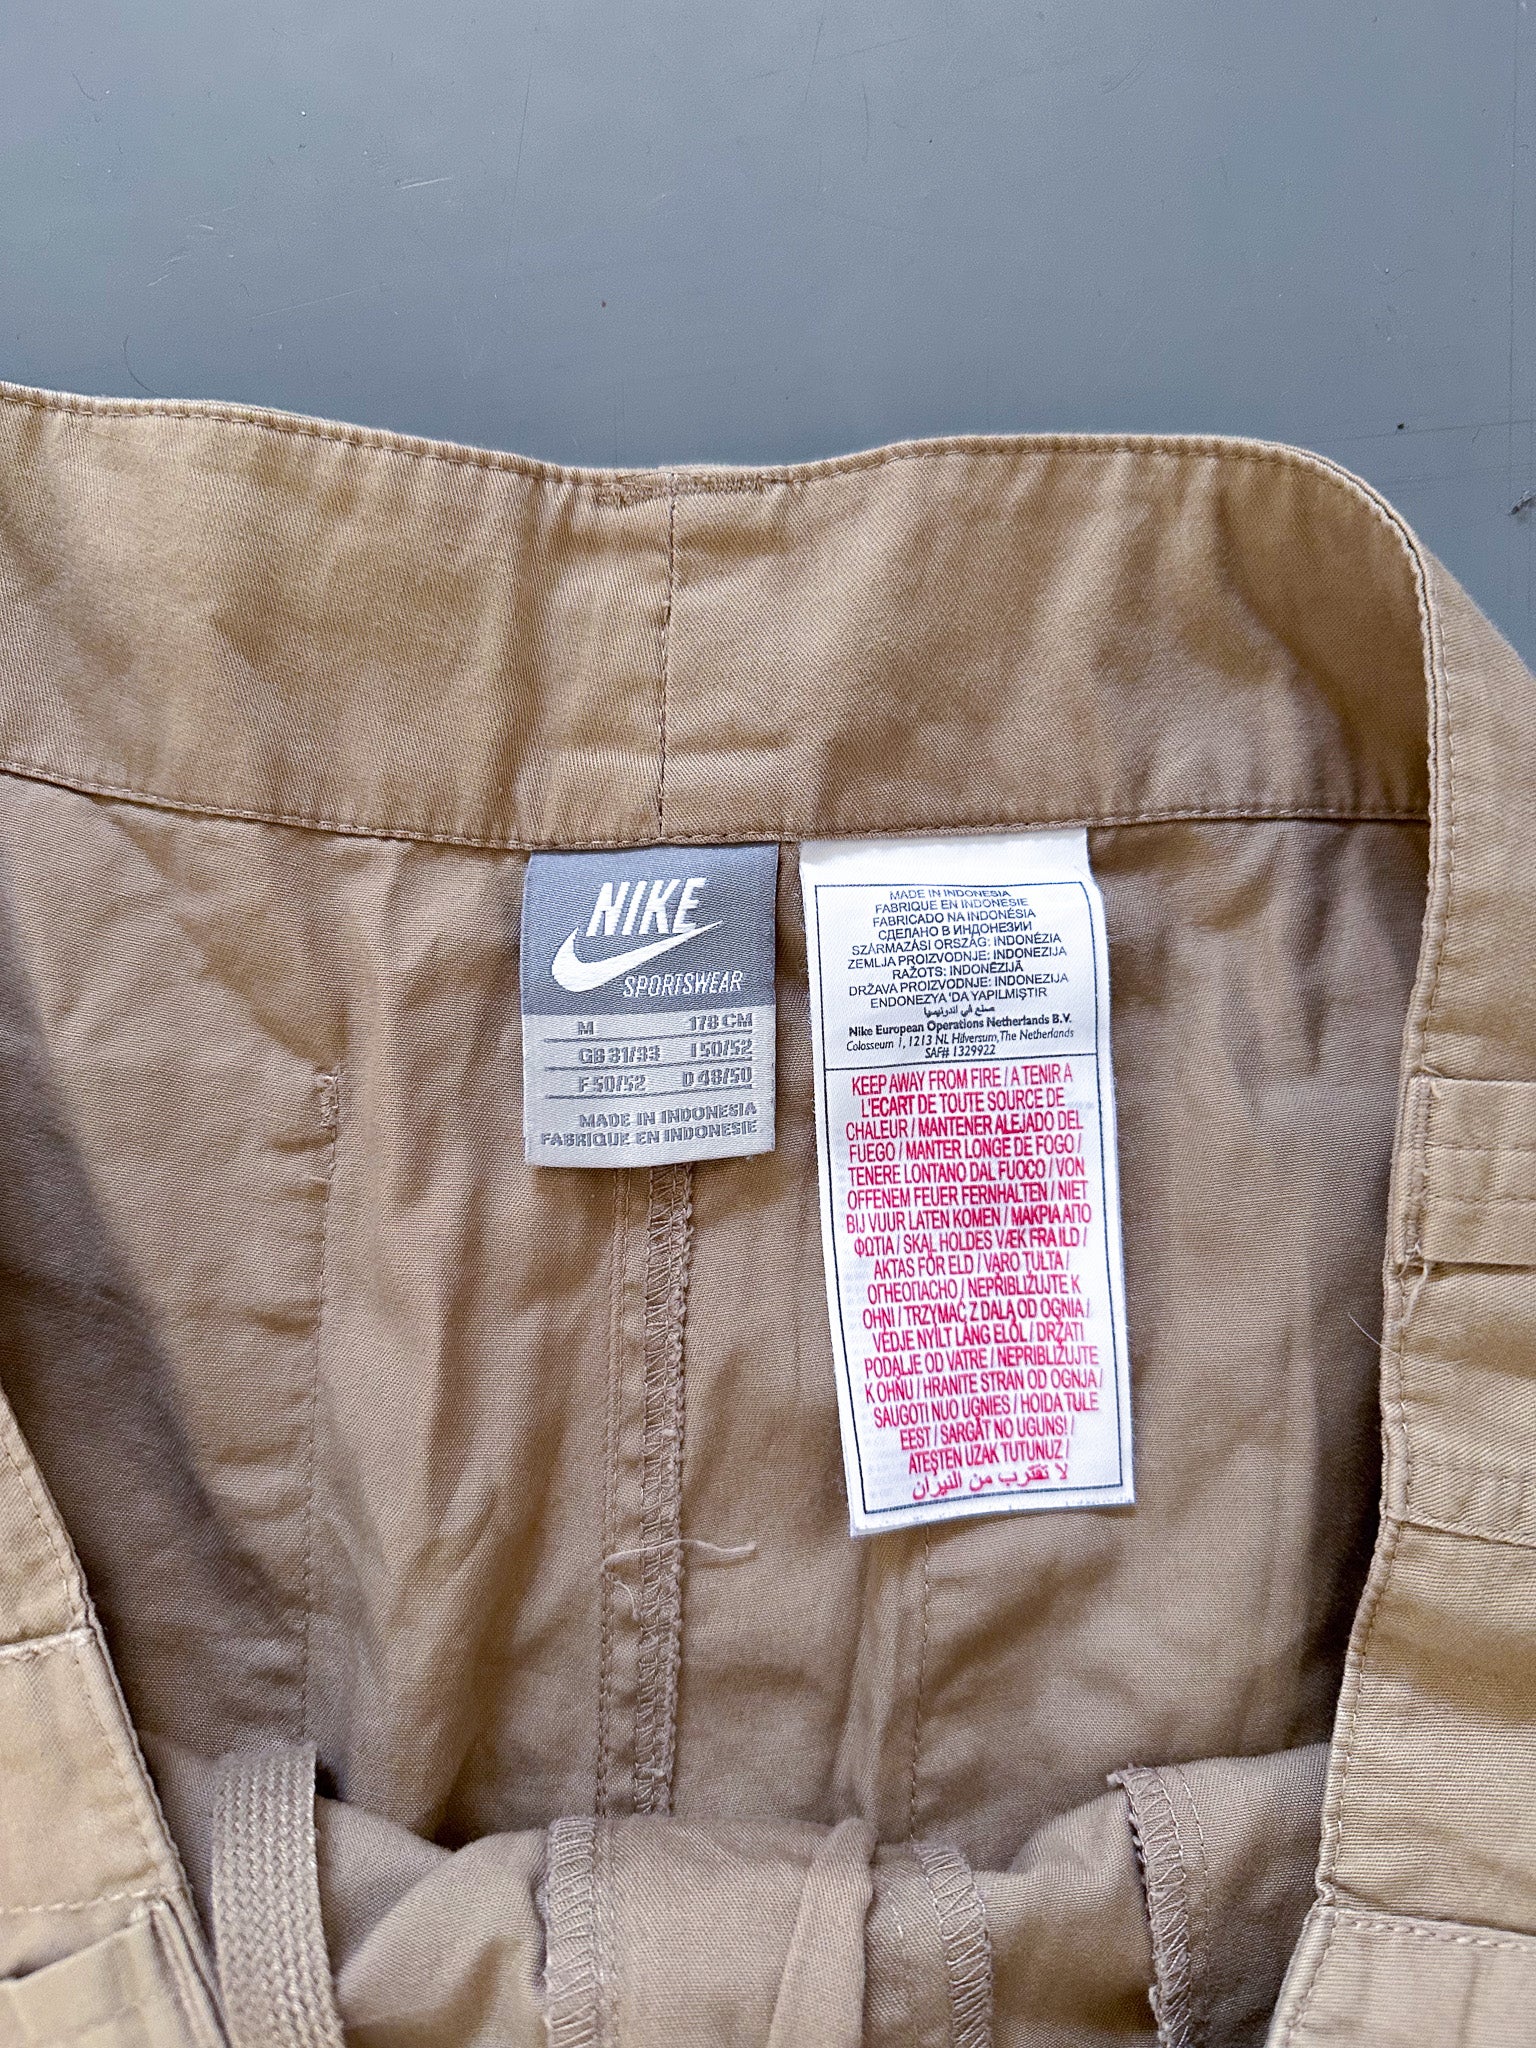 NIKE
SPORTSWEAR
M 178 CM
GB 31/33 I 50/52
F 50/52 D 48/50
MADE IN INDONESIA
FABRIQUE EN INDONESIE
MADE IN INDONESIA
FABRIQUE EN INDONESIE
FABRICADO NA INDONÉSIA
СДЕЛАНО В ИНДОНЕЗИИ
SZÁRMAZÁSI ORSZÁG: INDONÉZIA
ZEMLJA PROIZVODNJE: INDONEZIJA
RAŽOTS: INDONĒZIJĀ
DRŽAVA PROIZVODNJE: INDONEZIJA
ENDONEZYA 'DA YAPILMIŞTIR
صنع في اندونيسيا
Nike European Operations Netherlands B.V.
Colosseum 1, 1213 NL Hilversum, The Netherlands
SAF# 1329922
KEEP AWAY FROM FIRE / A TENIR A
L'ECART DE TOUTE SOURCE DE
CHALEUR / MANTENER ALEJADO DEL
FUEGO / MANTER LONGE DE FOGO /
TENERE LONTANO DAL FUOCO / VON
OFFENEM FEUER FERNHALTEN / NIET
BIJ VUUR LATEN KOMEN / ΜΑΚΡΙΑ ΑΠΟ
ΦΩΤΙΑ / SKAL HOLDES VÆK FRA ILD /
AKTAS FÖR ELD / VARO TULTA /
ОГНЕОПАСНО / NEPŘIBLIŽUJTE K
OHNI / TRZYMAĆ Z DALA OD OGNIA /
VÉDJE NYÍLT LÁNG ELŐL / DRŽATI
PODALJE OD VATRE / NEPRIBLIŽUJTE
K OHŇU / HRANITE STRAN OD OGNJA /
SAUGOTI NUO UGNIES / HOIDA TULE
EEST / SARGĀT NO UGUNS! /
ATEŞTEN UZAK TUTUNUZ /
لا تقترب من النيران